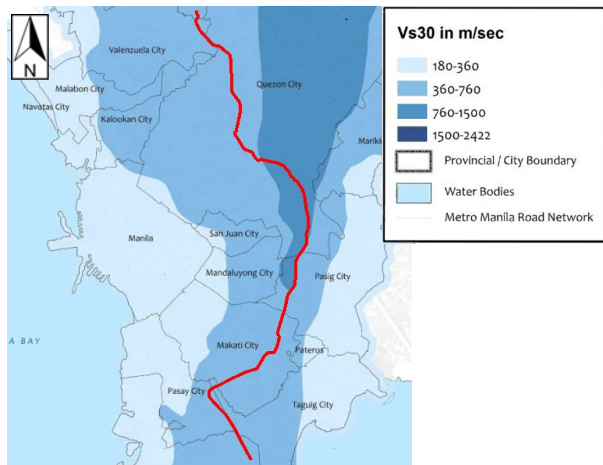 N
Valenzuela City
Malabon City
Navotas City
Kalookan City
Quezon City
Mariki
Manila
San Juan City
Mandaluyong City
Pasig City
A BAY
Makati City
Pateros
Pasay City
Taguig City
Vs30 in m/sec
180-360
360-760
760-1500
1500-2422
Provincial / City Boundary
Water Bodies
Metro Manila Road Network